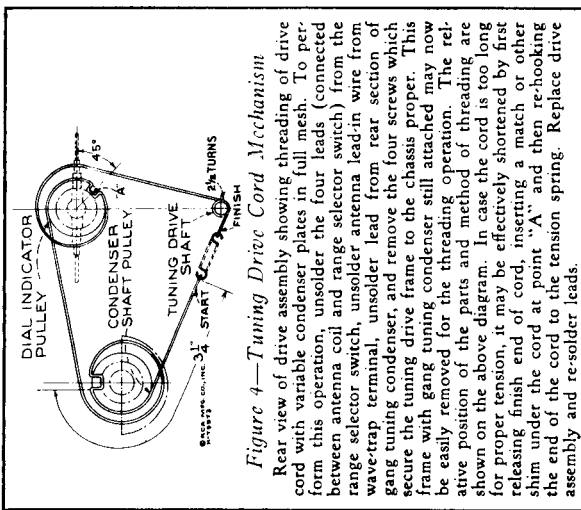 DIAL INDICATOR
PULLEY
CONDENSER
SHAFT PULLEY
TUNING DRIVE
SHAFT
45°
"A"
2½ TURNS
FINISH
START
3¼"
©RCA MFG. CO., INC.
Figure 4—Tuning Drive Cord Mechanism
Rear view of drive assembly showing threading of drive
cord with variable condenser plates in full mesh. To per-
form this operation, unsolder the four leads (connected
between antenna coil and range selector switch) from the
range selector switch, unsolder antenna lead-in wire from
wave-trap terminal, unsolder lead from rear section of
gang tuning condenser, and remove the four screws which
secure the tuning drive frame to the chassis proper. This
frame with gang tuning condenser still attached may now
be easily removed for the threading operation. The rel-
ative position of the parts and method of threading are
shown on the above diagram. In case the cord is too long
for proper tension, it may be effectively shortened by first
releasing finish end of cord, inserting a match or other
shim under the cord at point "A" and then re-hooking
the end of the cord to the tension spring. Replace drive
assembly and re-solder leads.